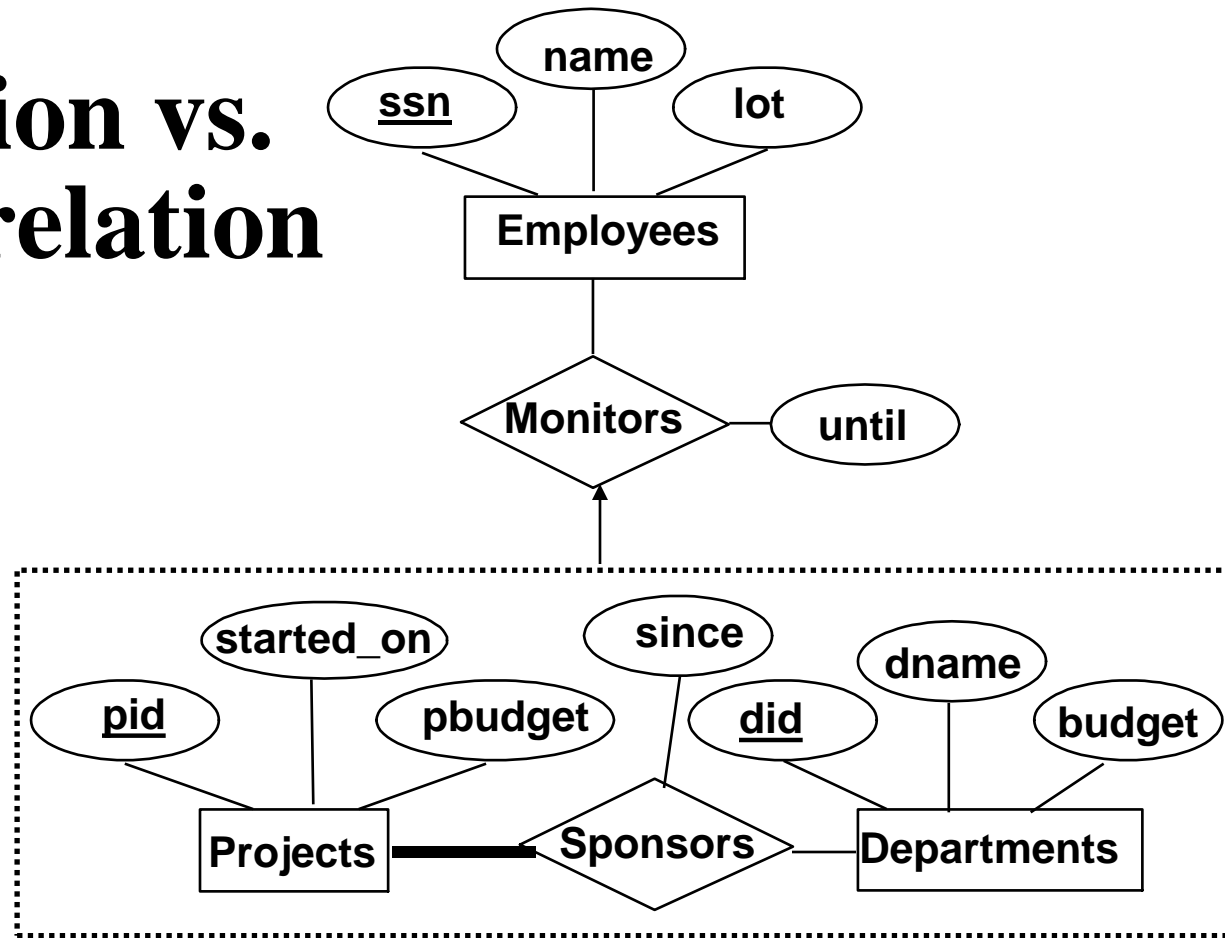 ion vs.
relation
name
ssn
lot
Employees
Monitors
until
started_on
since
dname
pid
pbudget
did
budget
Projects
Sponsors
Departments